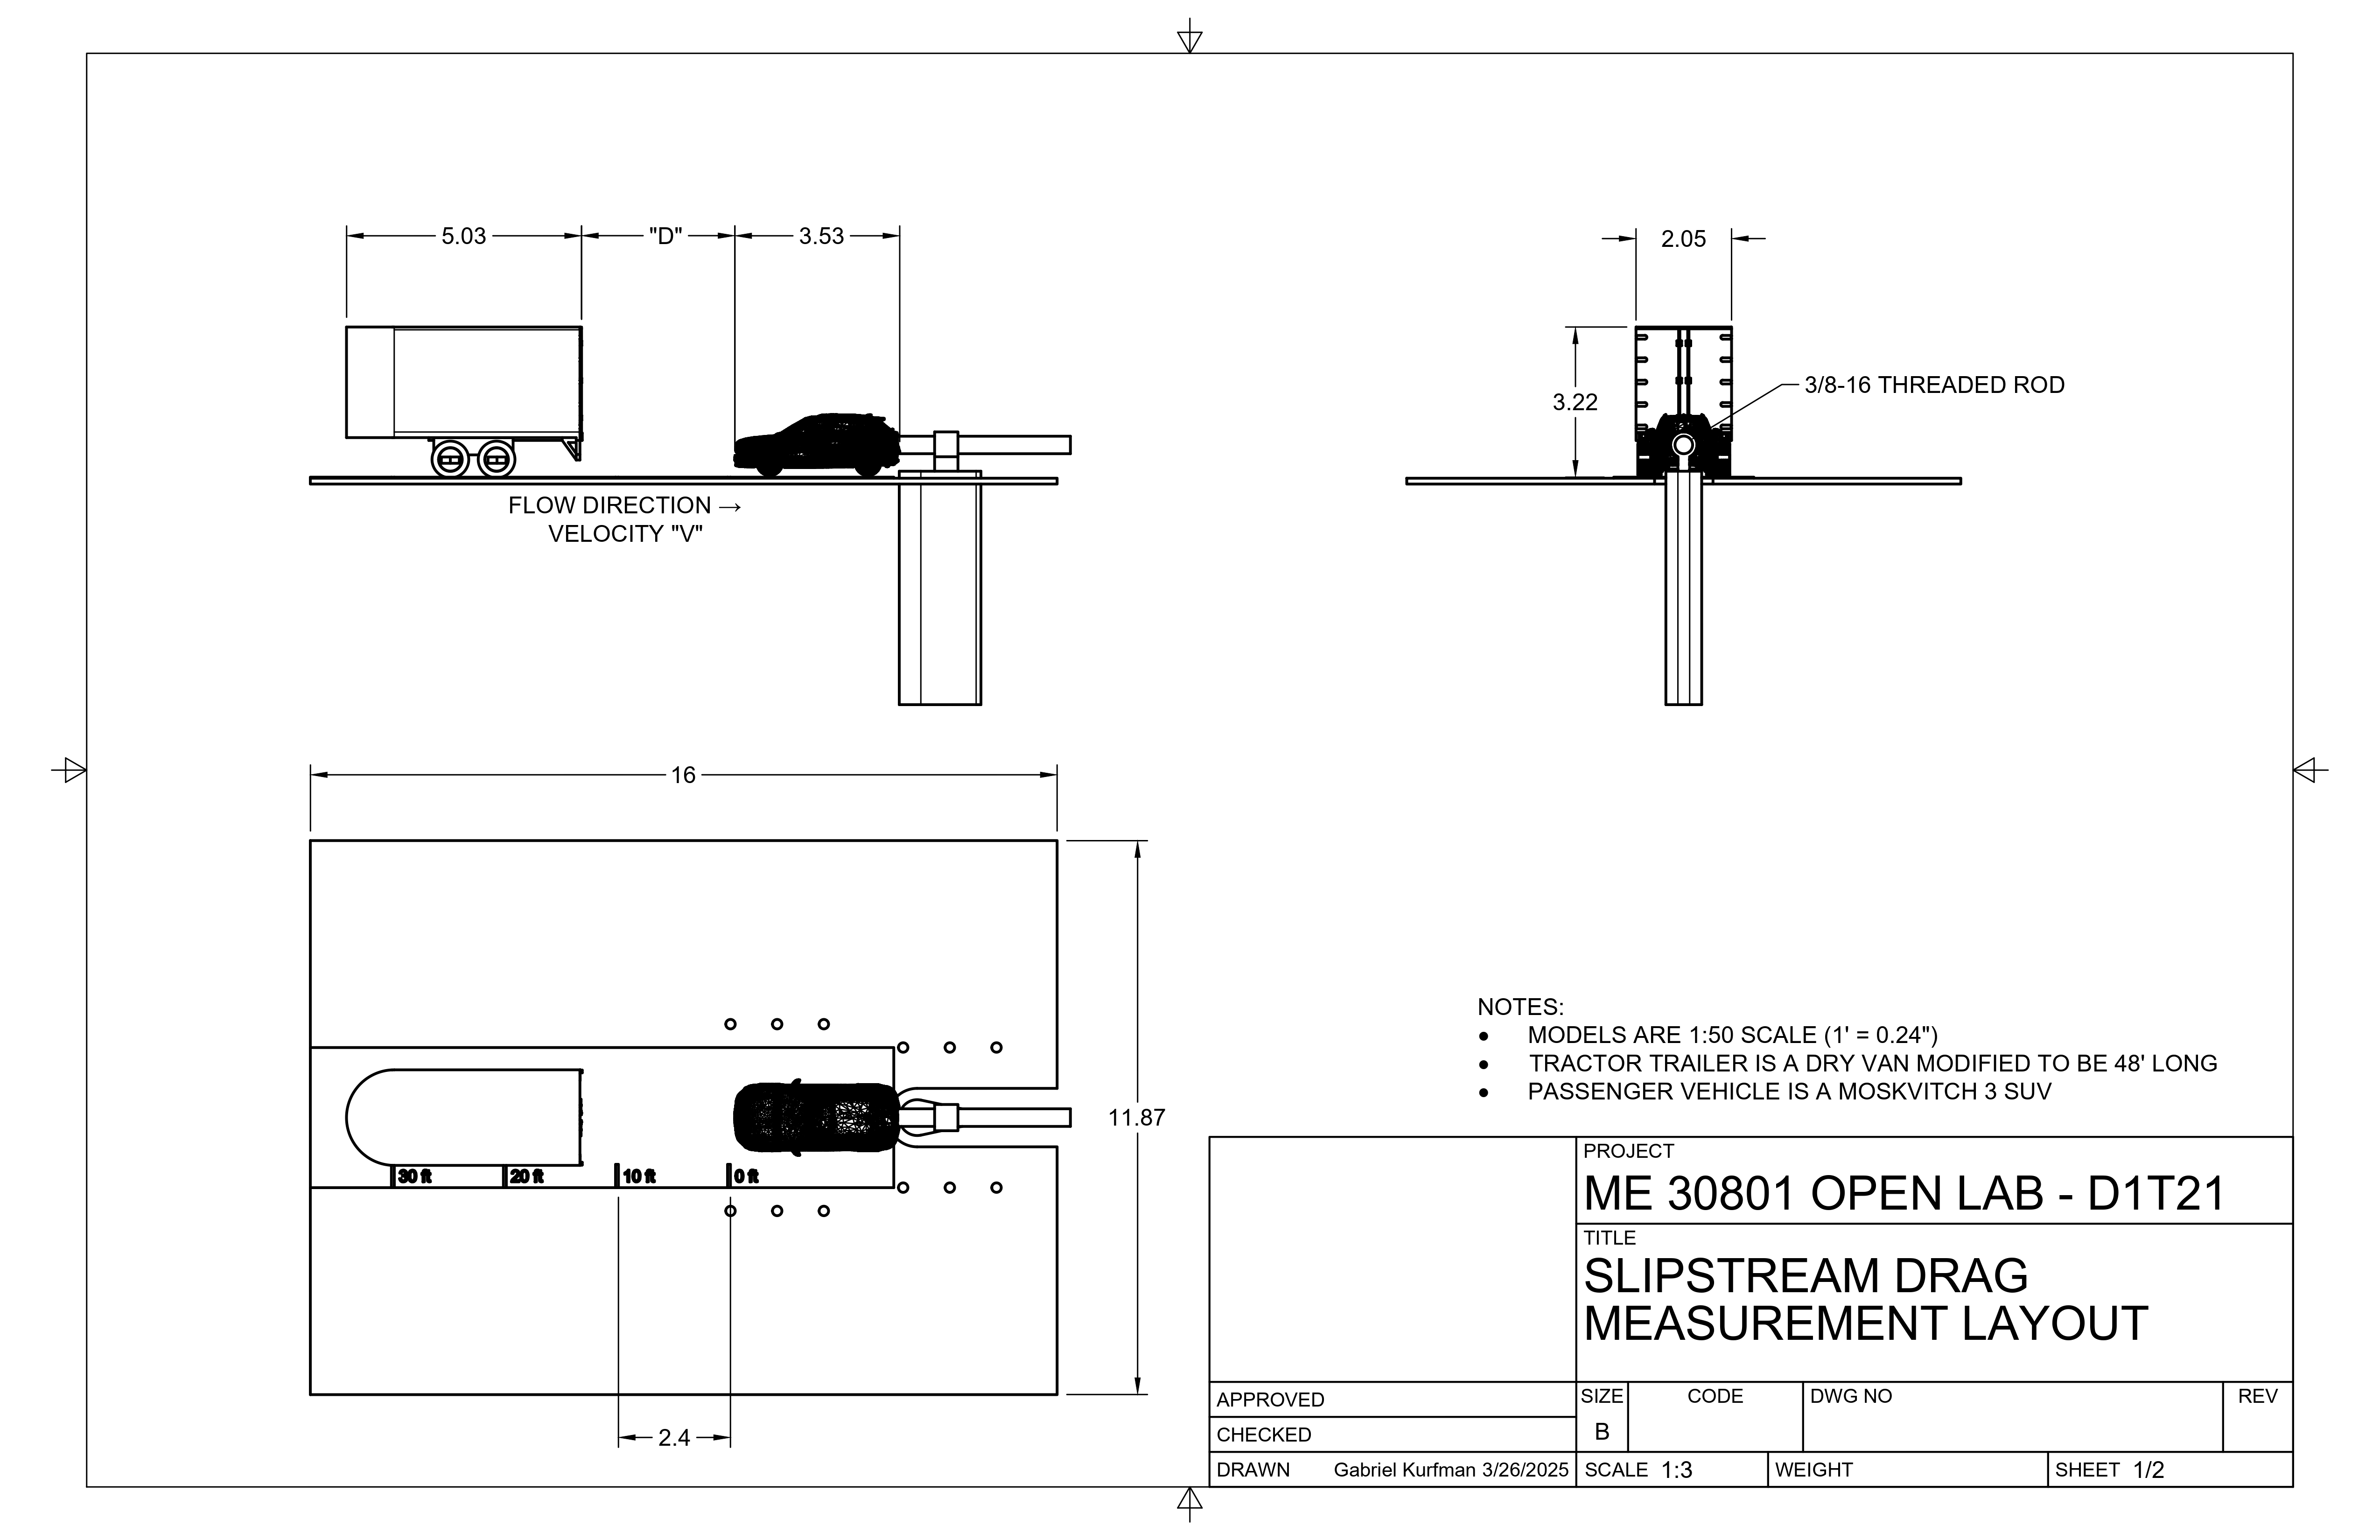 5.03
"D"
3.53
2.05
3.22
3/8-16 THREADED ROD
FLOW DIRECTION →
VELOCITY "V"
16
11.87
30 ft
20 ft
10 ft
0 ft
2.4
NOTES:
● MODELS ARE 1:50 SCALE (1' = 0.24")
● TRACTOR TRAILER IS A DRY VAN MODIFIED TO BE 48' LONG
● PASSENGER VEHICLE IS A MOSKVITCH 3 SUV
PROJECT
ME 30801 OPEN LAB - D1T21
TITLE
SLIPSTREAM DRAG
MEASUREMENT LAYOUT
APPROVED
CHECKED
DRAWN Gabriel Kurfman 3/26/2025
SIZE
B
CODE
DWG NO
REV
SCALE 1:3
WEIGHT
SHEET 1/2